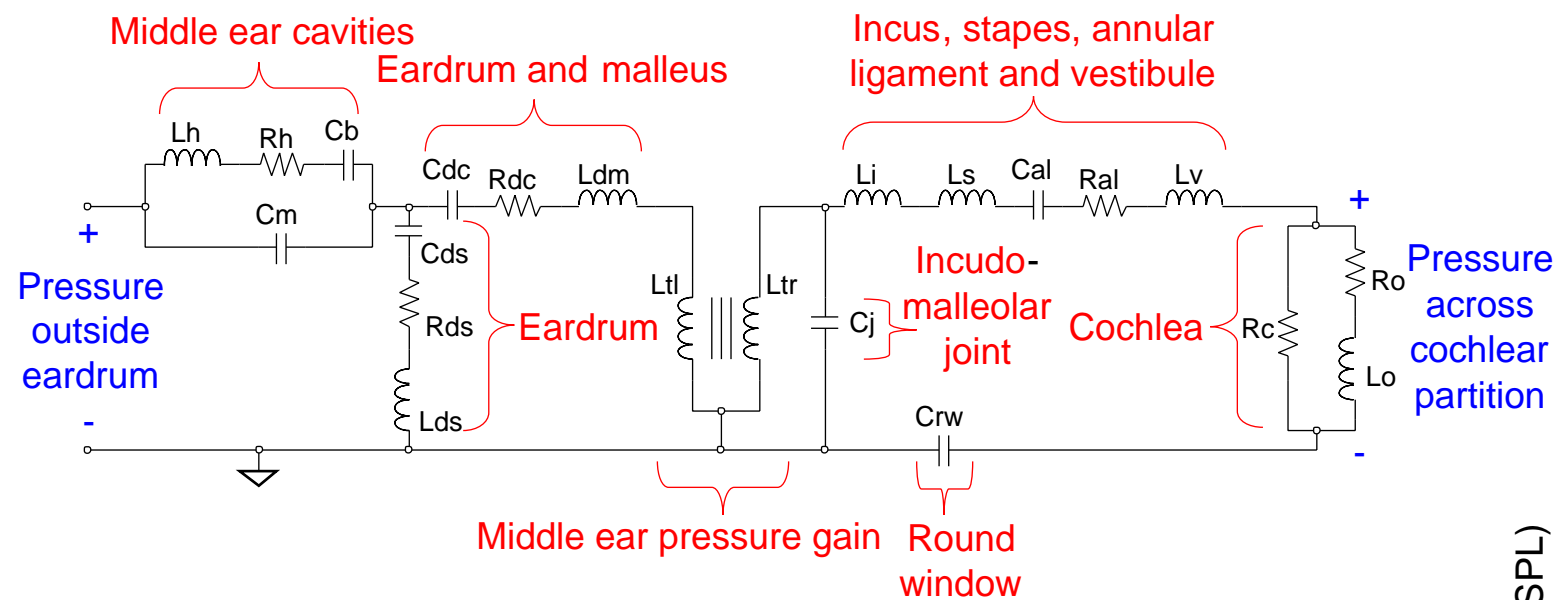 Middle ear cavities
Eardrum and malleus
Incus, stapes, annular
ligament and vestibule
Lh
Rh
Cb
Cm
Cdc
Rdc
Ldm
Li
Ls
Cal
Ral
Lv
+
Pressure
outside
eardrum
-
Cds
Rds
Lds
Eardrum
Ltl
Ltr
Cj
Incudo-
malleolar
joint
Cochlea
Rc
Ro
Lo
+
Pressure
across
cochlear
partition
-
Crw
Middle ear pressure gain
Round
window
SPL)